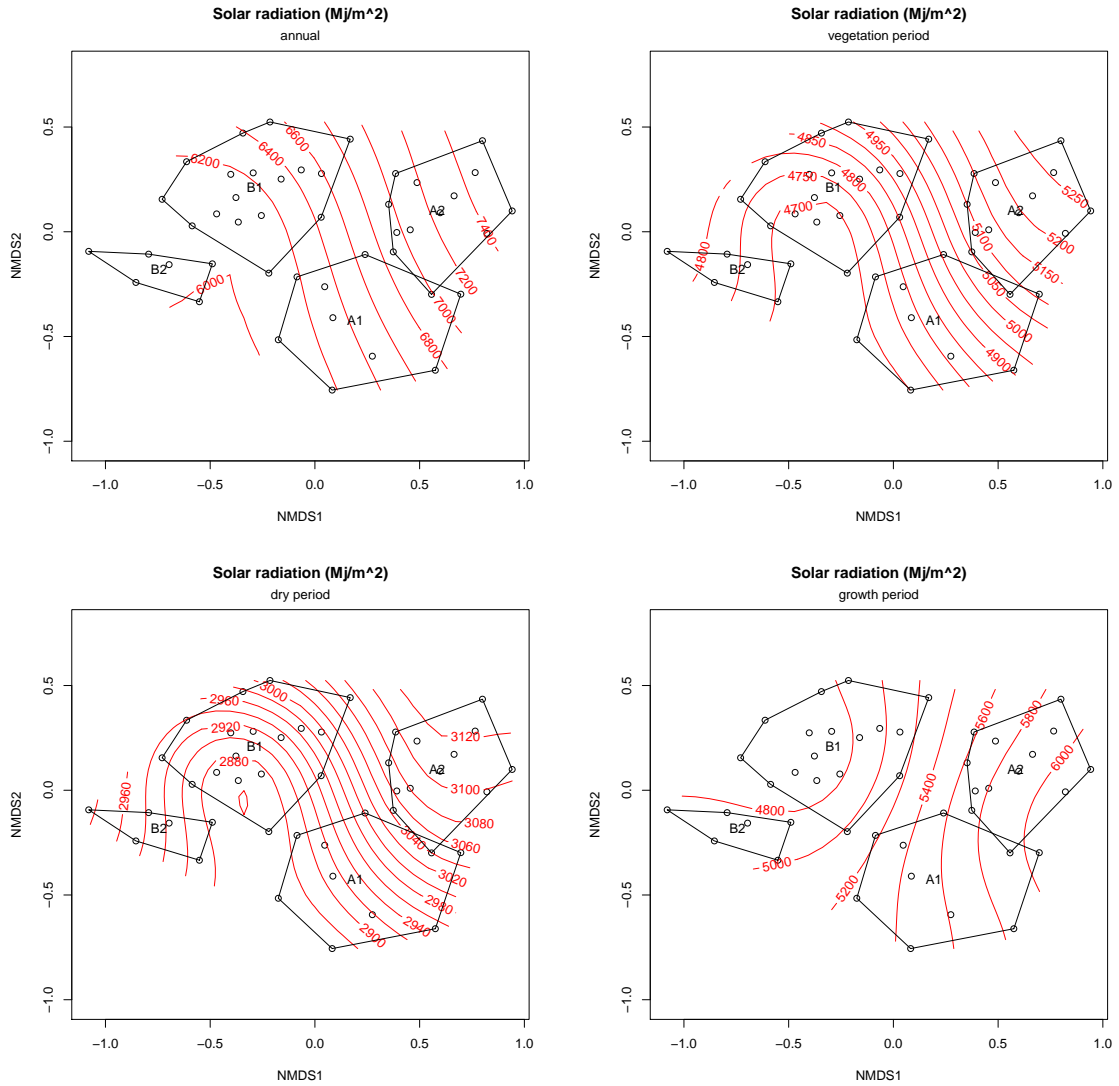 Solar radiation (Mj/m^2)
annual
6200
6400
6600
7400
7200
7000
6800
6000
B1
A2
B2
A1
NMDS2
0.5
0.0
−0.5
−1.0
−1.0
−0.5
0.0
0.5
1.0
NMDS1
Solar radiation (Mj/m^2)
vegetation period
4850
4950
4750
4800
4700
4800
5250
5200
5150
5100
5050
5000
4900
B1
A2
B2
A1
NMDS2
0.5
0.0
−0.5
−1.0
−1.0
−0.5
0.0
0.5
1.0
NMDS1
Solar radiation (Mj/m^2)
dry period
2960
3000
2920
2880
2960
3120
3100
3080
3060
3040
3020
2980
2940
2900
B1
A2
B2
A1
NMDS2
0.5
0.0
−0.5
−1.0
−1.0
−0.5
0.0
0.5
1.0
NMDS1
Solar radiation (Mj/m^2)
growth period
4800
5000
5200
5400
5600
5800
6000
B1
A2
B2
A1
NMDS2
0.5
0.0
−0.5
−1.0
−1.0
−0.5
0.0
0.5
1.0
NMDS1